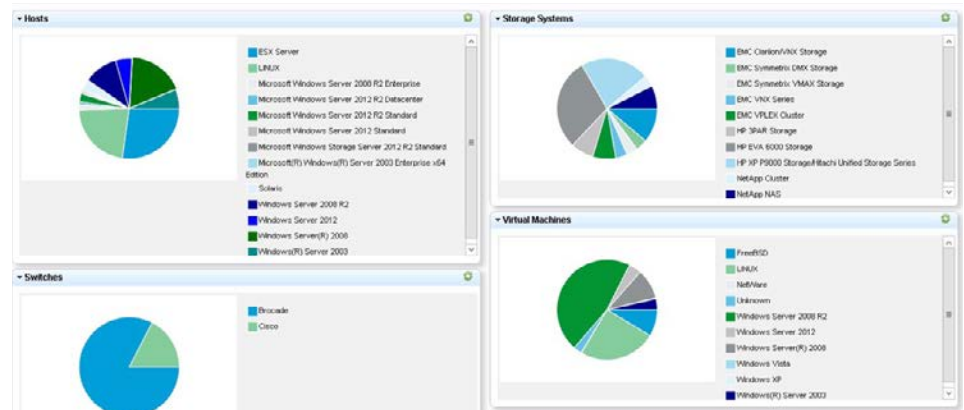 Hosts
ESX Server
LINUX
Microsoft Windows Server 2008 R2 Enterprise
Microsoft Windows Server 2012 R2 Datacenter
Microsoft Windows Server 2012 R2 Standard
Microsoft Windows Server 2012 Standard
Microsoft Windows Storage Server 2012 R2 Standard
Microsoft(R) Windows(R) Server 2003 Enterprise x64
Edition
Solaris
Windows Server 2008 R2
Windows Server 2012
Windows Server(R) 2008
Windows(R) Server 2003
Switches
Brocade
Cisco
Storage Systems
EMC Clariion/VNX Storage
EMC Symmetrix DMX Storage
EMC Symmetrix VMAX Storage
EMC VNX Series
EMC VPLEX Cluster
HP 3PAR Storage
HP EVA 6000 Storage
HP XP P9000 Storage/Hitachi Unified Storage Series
NetApp Cluster
NetApp NAS
Virtual Machines
FreeBSD
LINUX
NetWare
Unknown
Windows Server 2008 R2
Windows Server 2012
Windows Server(R) 2008
Windows Vista
Windows XP
Windows(R) Server 2003